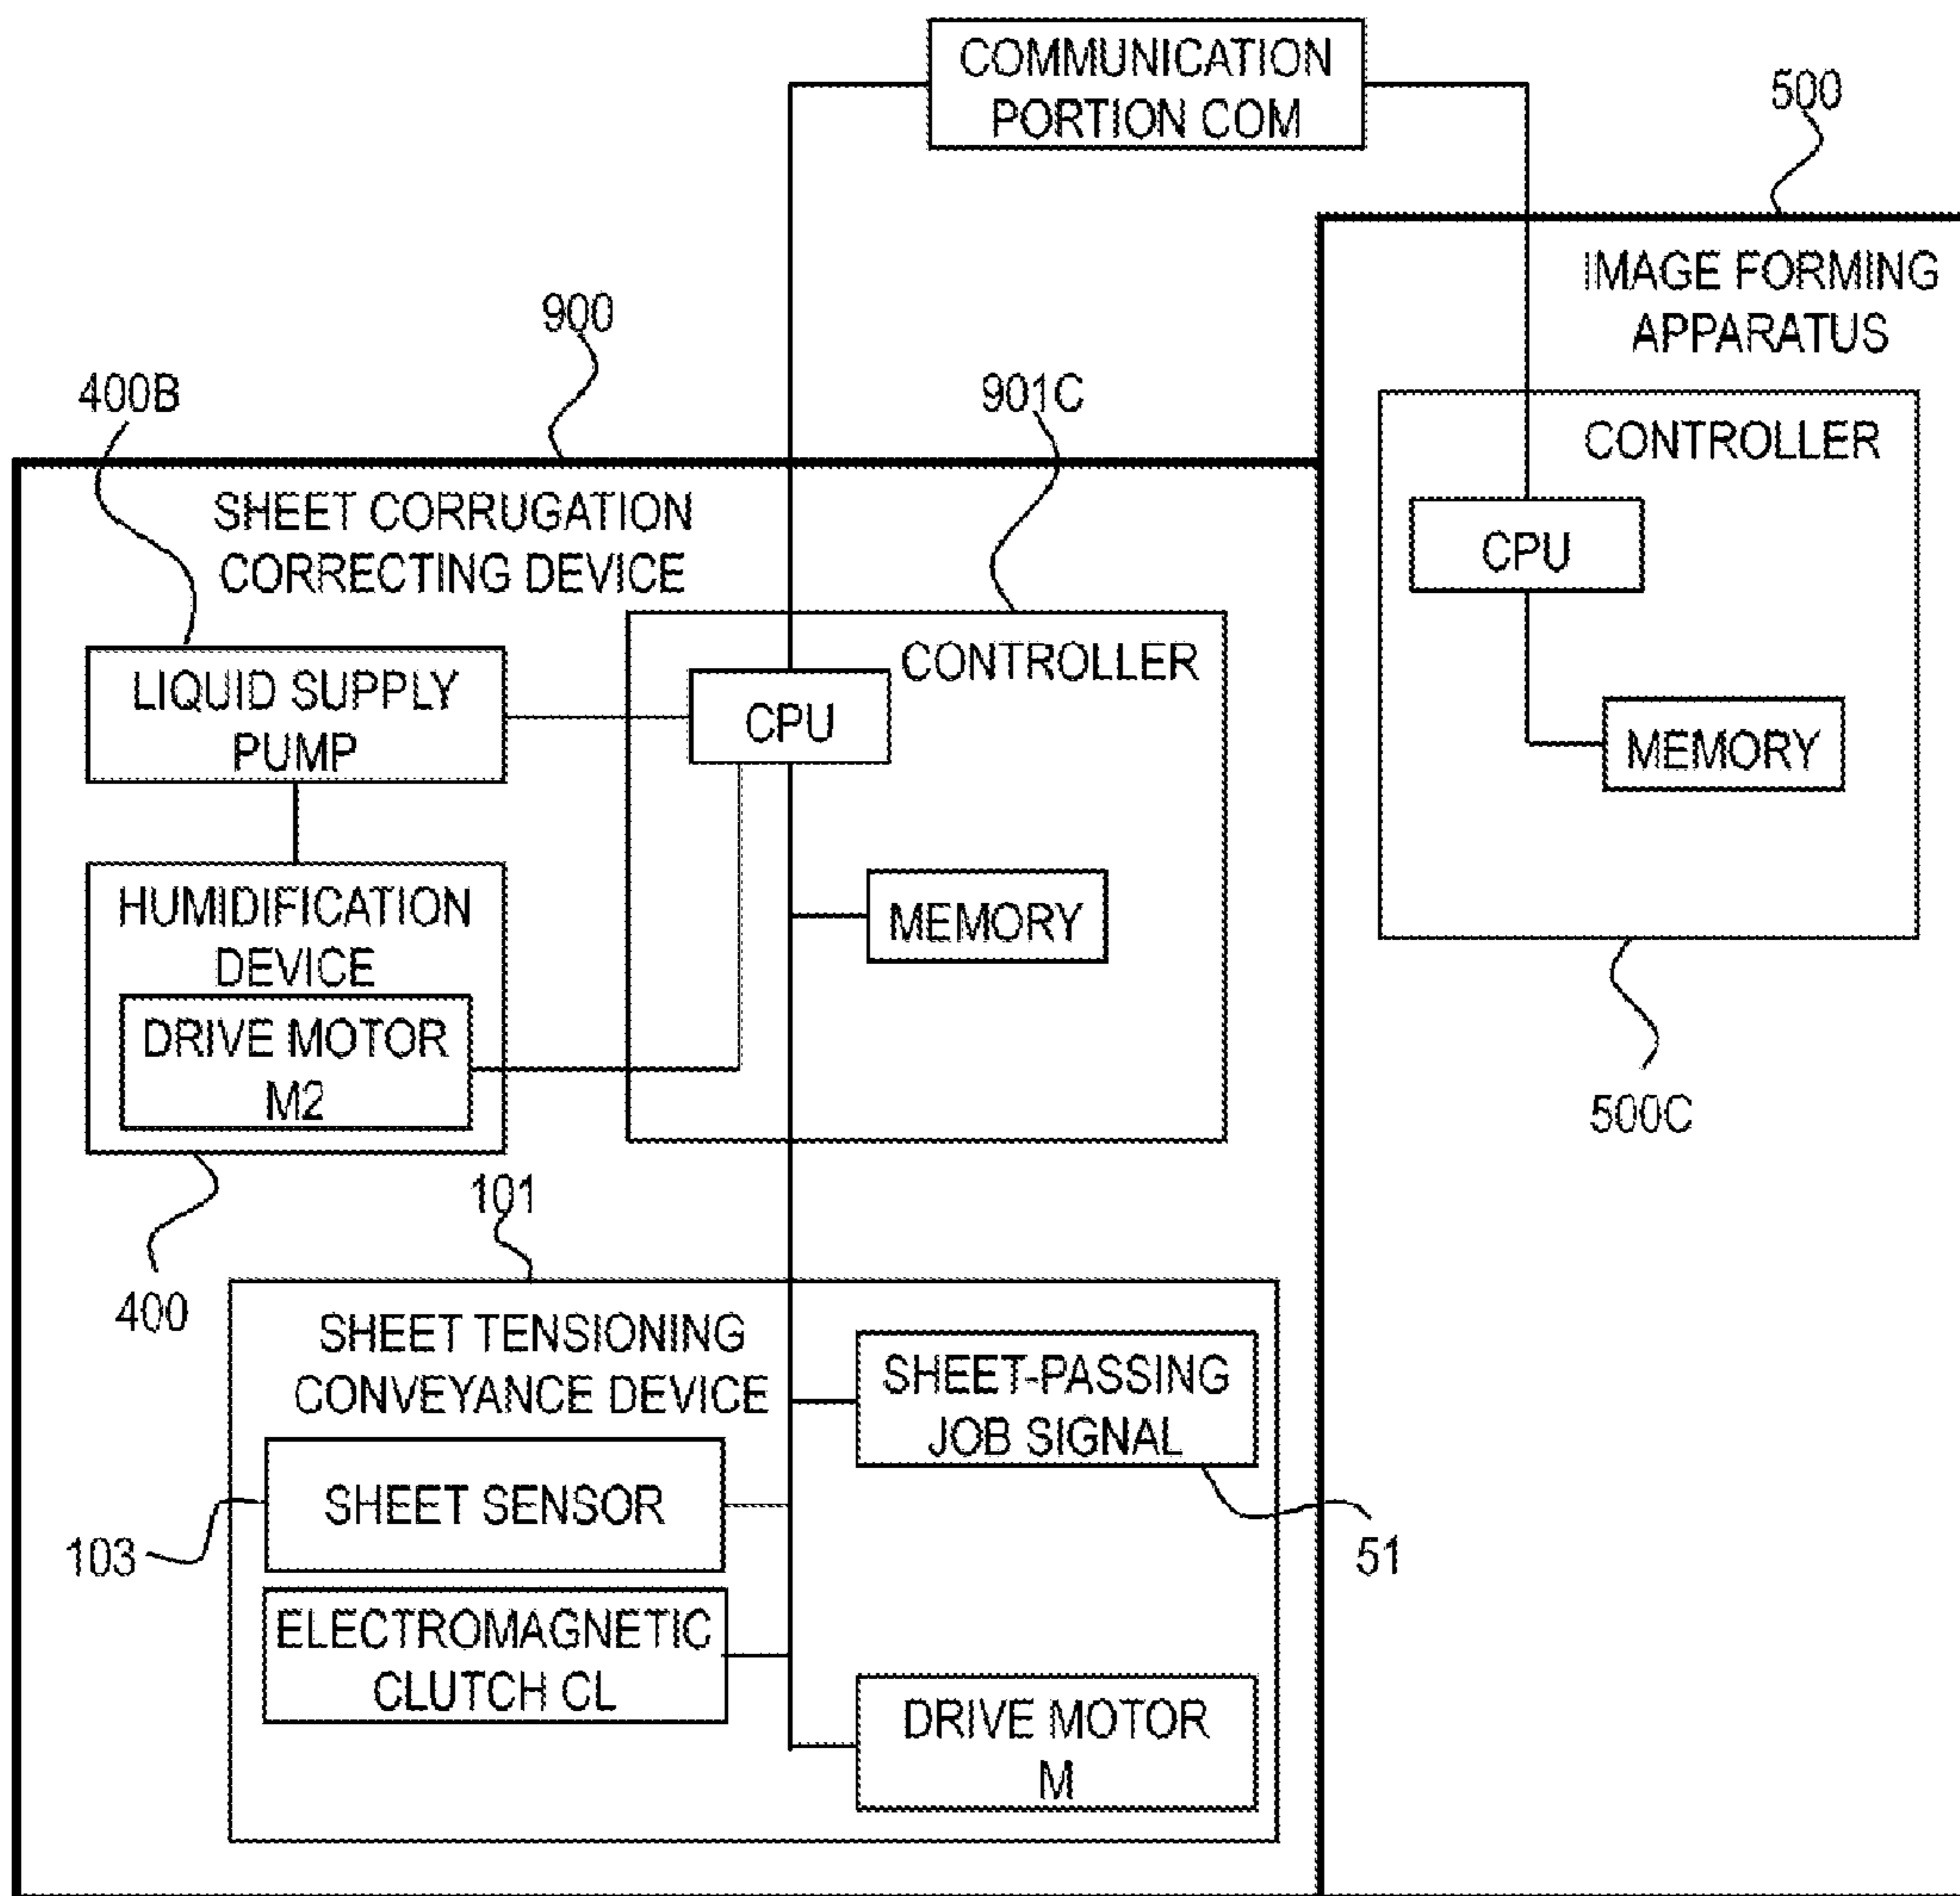 COMMUNICATION
PORTION COM
500
IMAGE FORMING
APPARATUS
900
400B
901C
CONTROLLER
CPU
MEMORY
500C
SHEET CORRUGATION
CORRECTING DEVICE
LIQUID SUPPLY
PUMP
CONTROLLER
CPU
MEMORY
HUMIDIFICATION
DEVICE
DRIVE MOTOR
M2
400
101
SHEET TENSIONING
CONVEYANCE DEVICE
SHEET-PASSING
JOB SIGNAL
51
SHEET SENSOR
103
ELECTROMAGNETIC
CLUTCH CL
DRIVE MOTOR
M